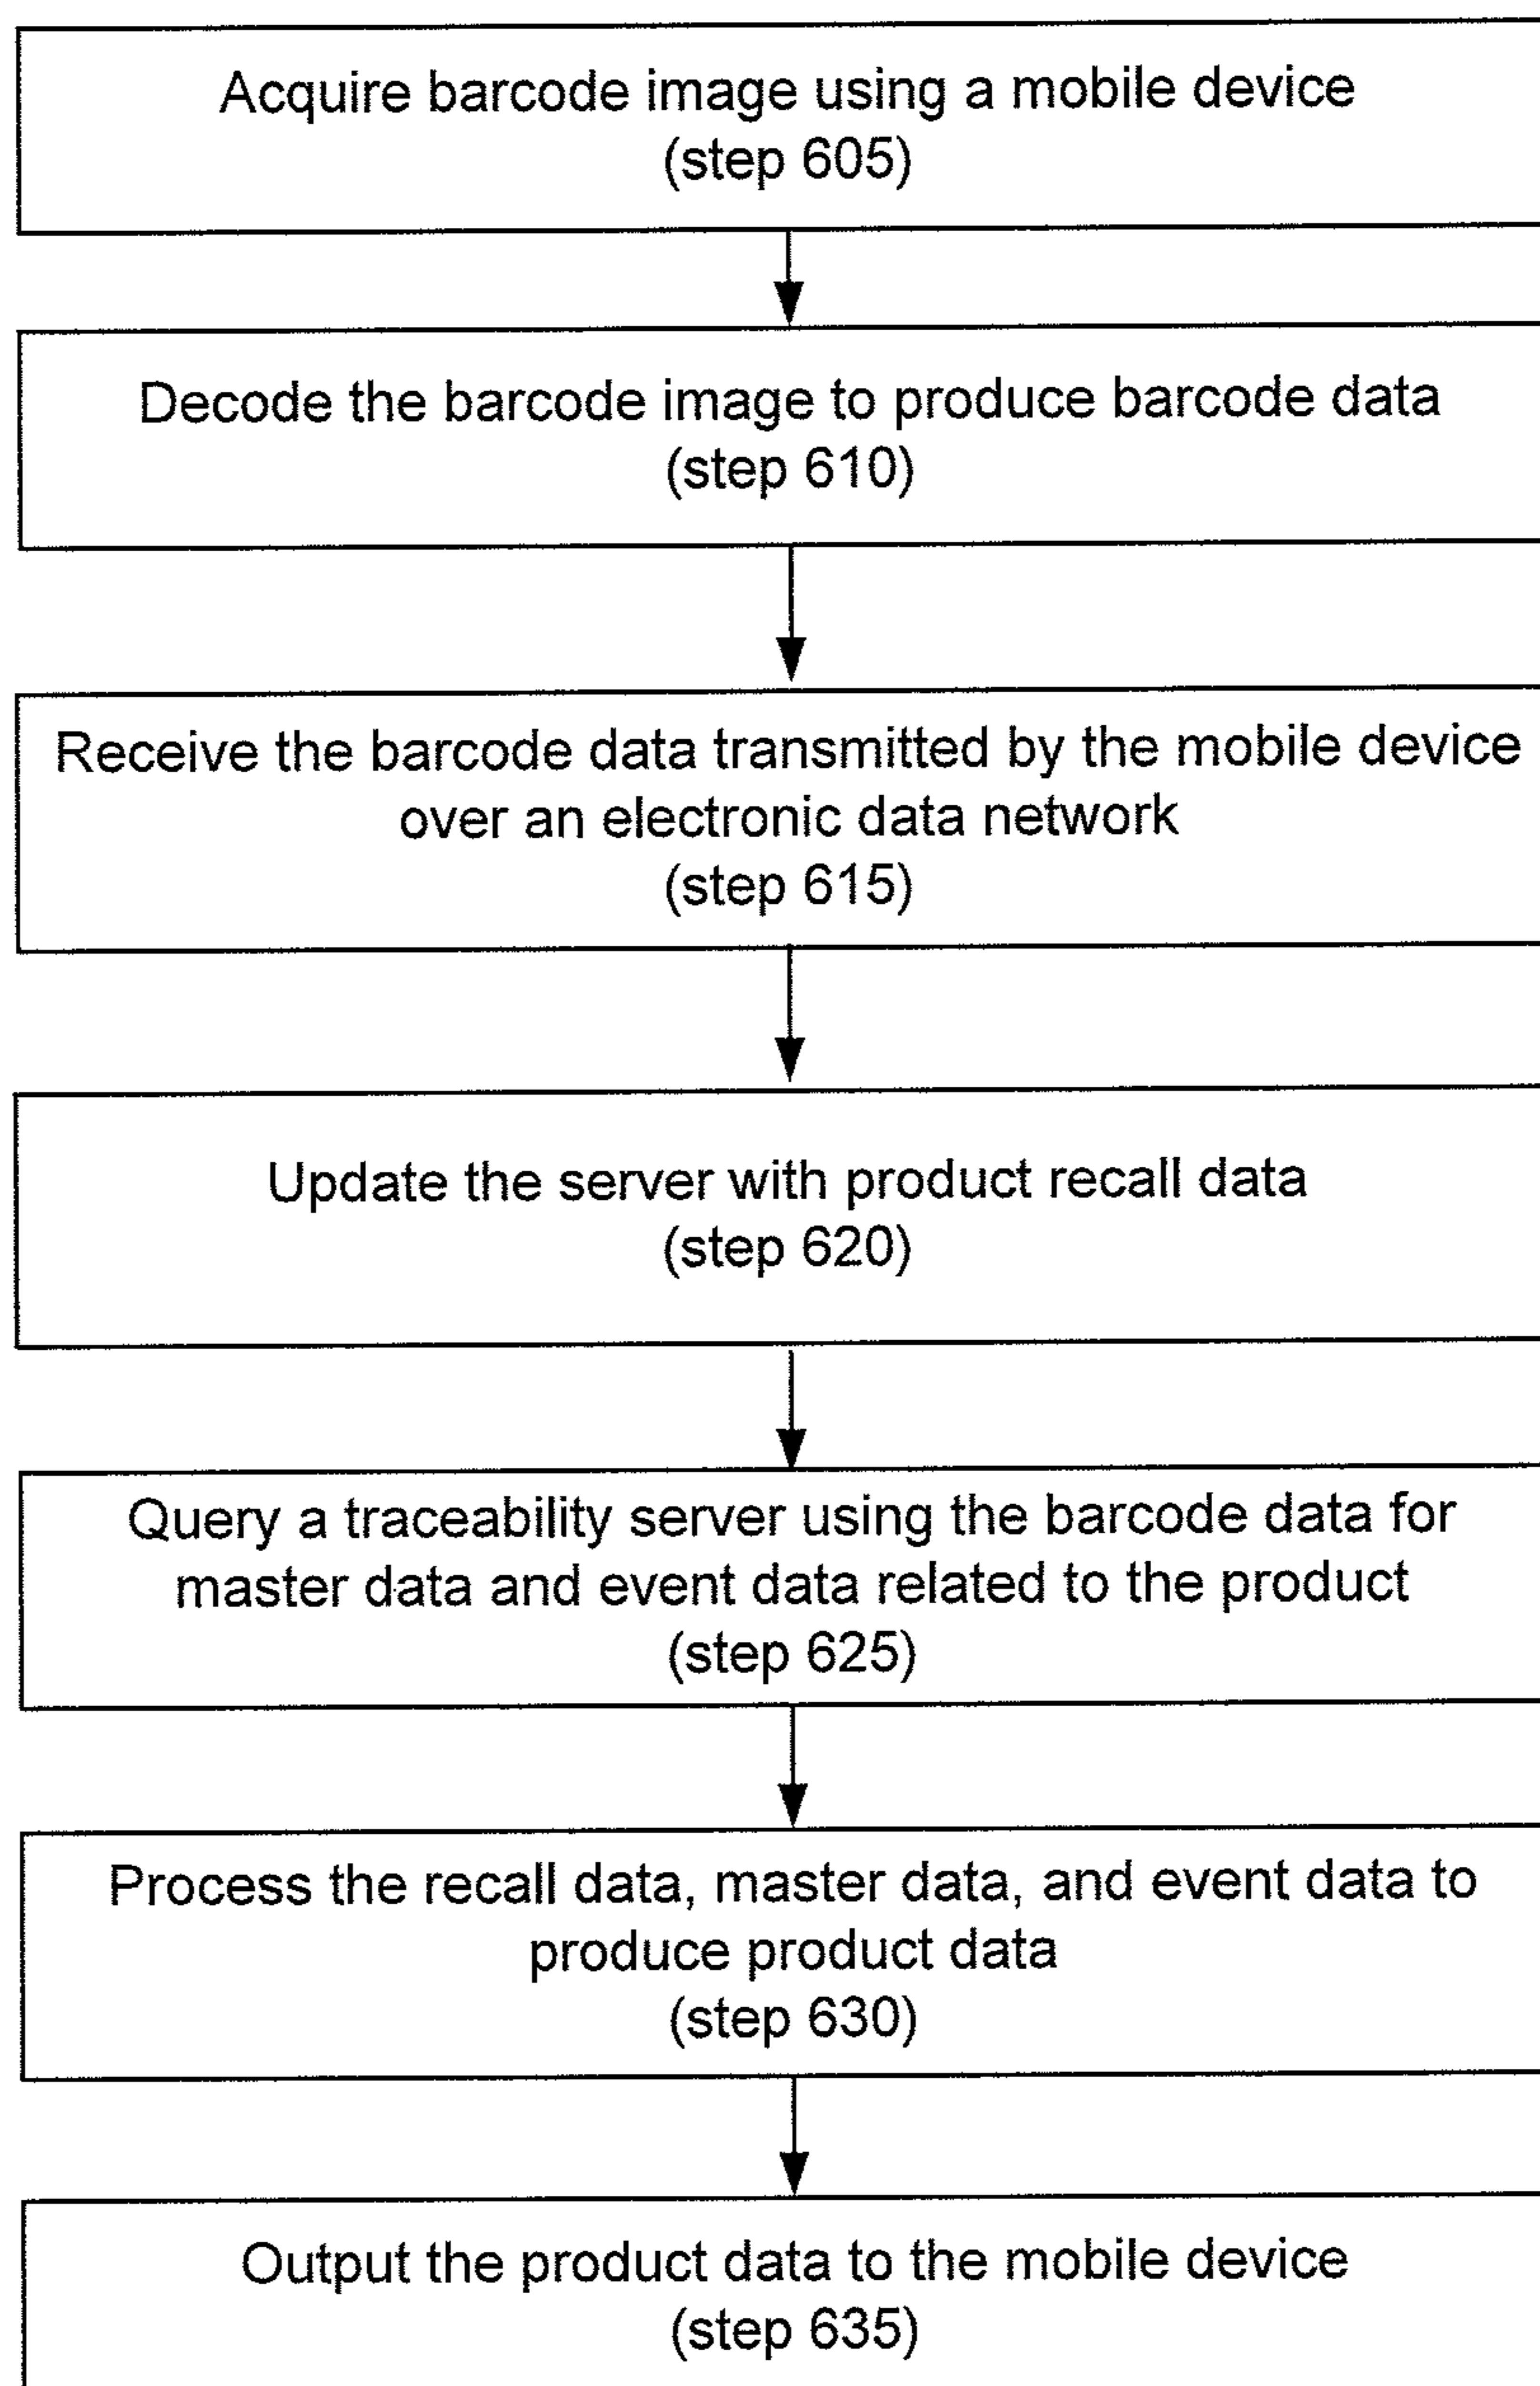 Acquire barcode image using a mobile device
(step 605)
Decode the barcode image to produce barcode data
(step 610)
Receive the barcode data transmitted by the mobile device
over an electronic data network
(step 615)
Update the server with product recall data
(step 620)
Query a traceability server using the barcode data for
master data and event data related to the product
(step 625)
Process the recall data, master data, and event data to
produce product data
(step 630)
Output the product data to the mobile device
(step 635)